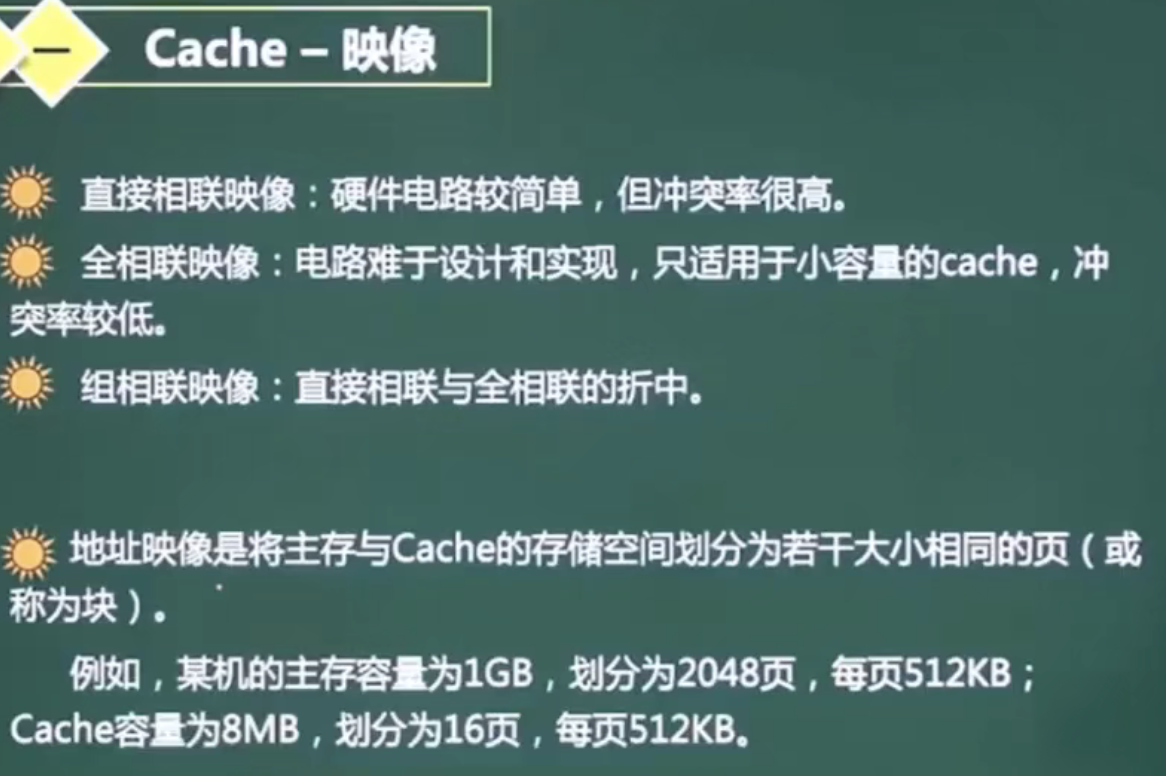 一
Cache – 映像
直接相联映像：硬件电路较简单，但冲突率很高。
全相联映像：电路难于设计和实现，只适用于小容量的cache，冲
突率较低。
组相联映像：直接相联与全相联的折中。
地址映像是将主存与Cache的存储空间划分为若干大小相同的页（或
称为块）。
例如，某机的主存容量为1GB，划分为2048页，每页512KB；
Cache容量为8MB，划分为16页，每页512KB。